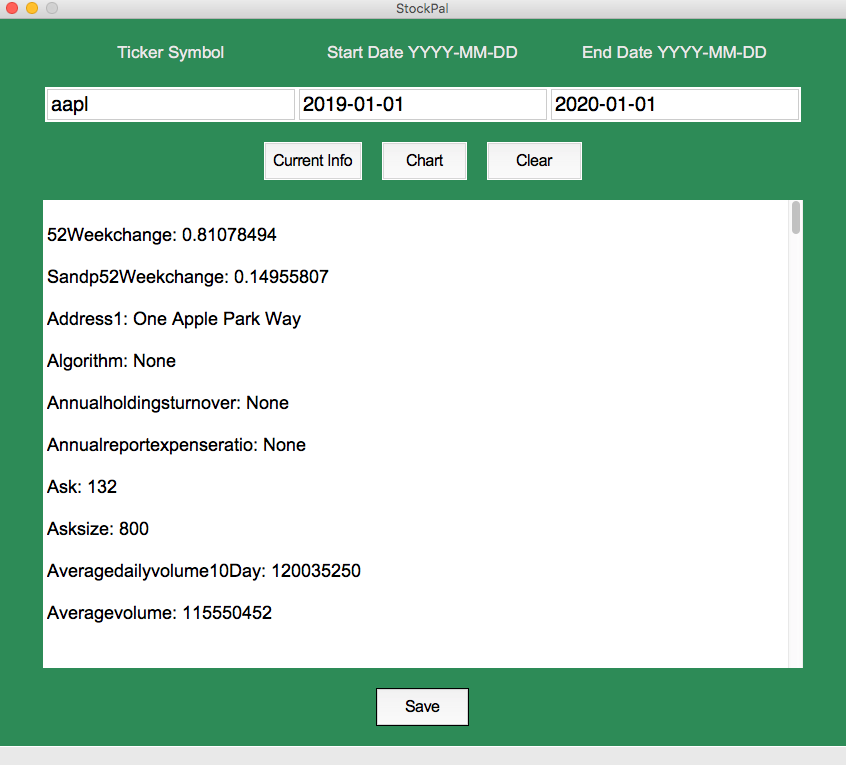 StockPal
Ticker Symbol Start Date YYYY-MM-DD End Date YYYY-MM-DD
aapl 2019-01-01 2020-01-01
Current Info Chart Clear
52Weekchange: 0.81078494
Sandp52Weekchange: 0.14955807
Address1: One Apple Park Way
Algorithm: None
Annualholdingsturnover: None
Annualreportexpenseratio: None
Ask: 132
Asksize: 800
Averagedailyvolume10Day: 120035250
Averagevolume: 115550452
Save